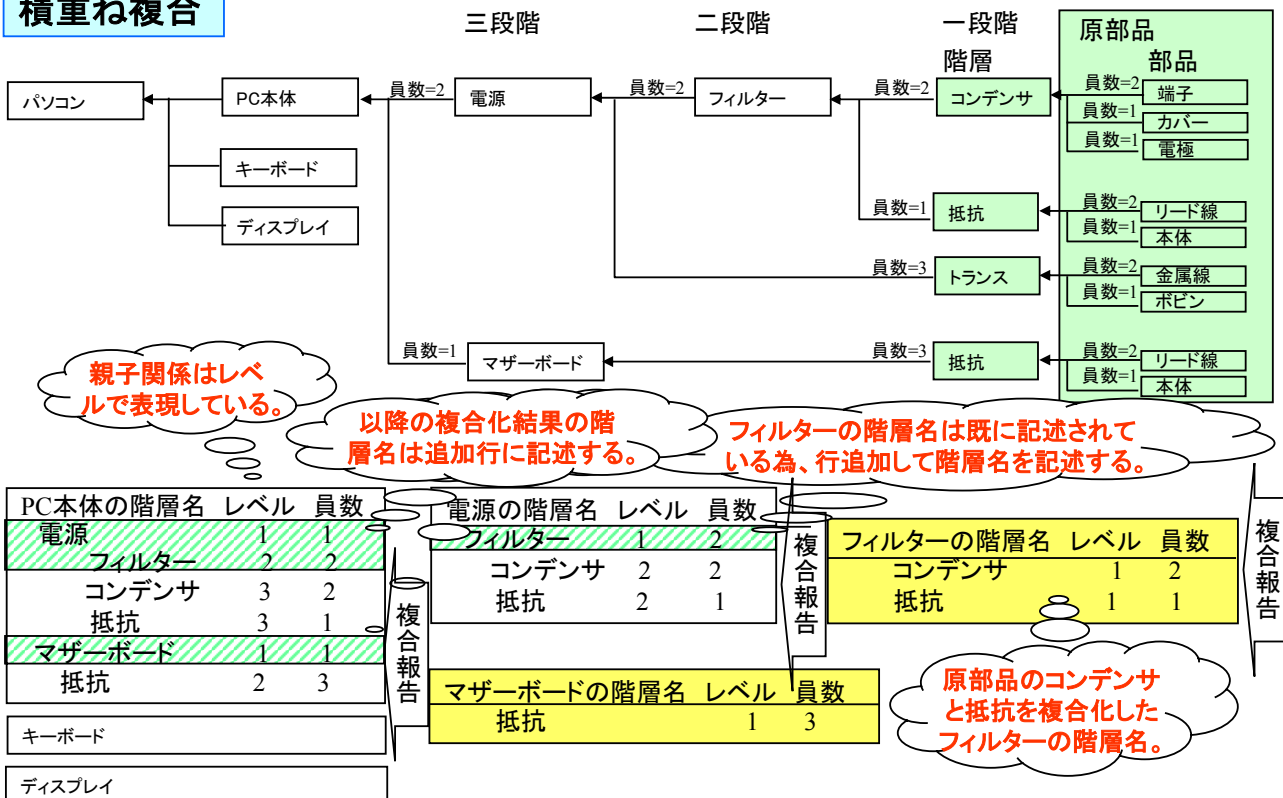 積重ね複合
三段階
二段階
一段階
原部品
階層
部品
パソコン
PC本体
員数=2
電源
員数=2
フィルター
員数=2
コンデンサ
員数=2
端子
員数=1
カバー
員数=1
電極
キーボード
ディスプレイ
員数=1
抵抗
員数=2
リード線
員数=1
本体
員数=3
トランス
員数=2
金属線
員数=1
ボビン
員数=1
マザーボード
員数=3
抵抗
員数=2
リード線
員数=1
本体
親子関係はレベ
ルで表現している。
以降の複合化結果の階
層名は追加行に記述する。
フィルターの階層名は既に記述されて
いる為、行追加して階層名を記述する。
PC本体の階層名 レベル 員数
電源 1 1
フィルター 2 2
コンデンサ 3 2
抵抗 3 1
マザーボード 1 1
抵抗 2 3
キーボード
ディスプレイ
複合報告
電源の階層名 レベル 員数
フィルター 1 2
コンデンサ 2 2
抵抗 2 1
複合報告
マザーボードの階層名 レベル 員数
抵抗 1 3
フィルターの階層名 レベル 員数
コンデンサ 1 2
抵抗 1 1
複合報告
原部品のコンデンサ
と抵抗を複合化した
フィルターの階層名。